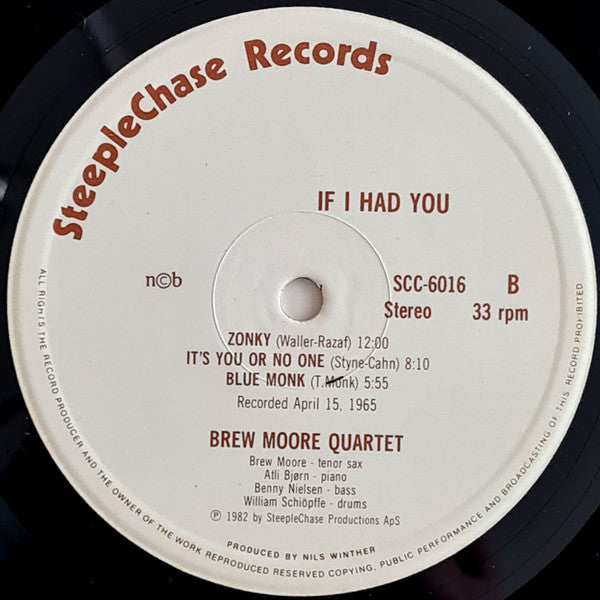 SteepleChase Records
IF I HAD YOU
n©b
SCC-6016 B
Stereo 33 rpm
ZONKY (Waller-Razaf) 12:00
IT'S YOU OR NO ONE (Styne-Cahn) 8:10
BLUE MONK (T.Monk) 5:55
Recorded April 15, 1965
BREW MOORE QUARTET
Brew Moore - tenor sax
Atli Bjørn - piano
Benny Nielsen - bass
William Schiöpffe - drums
℗ 1982 by SteepleChase Productions ApS
PRODUCED BY NILS WINTHER
ALL RIGHTS THE RECORD PRODUCER AND THE OWNER OF THE WORK REPRODUCED RESERVED COPYING, PUBLIC PERFORMANCE AND BROADCASTING OF THIS RECORD PROHIBITED